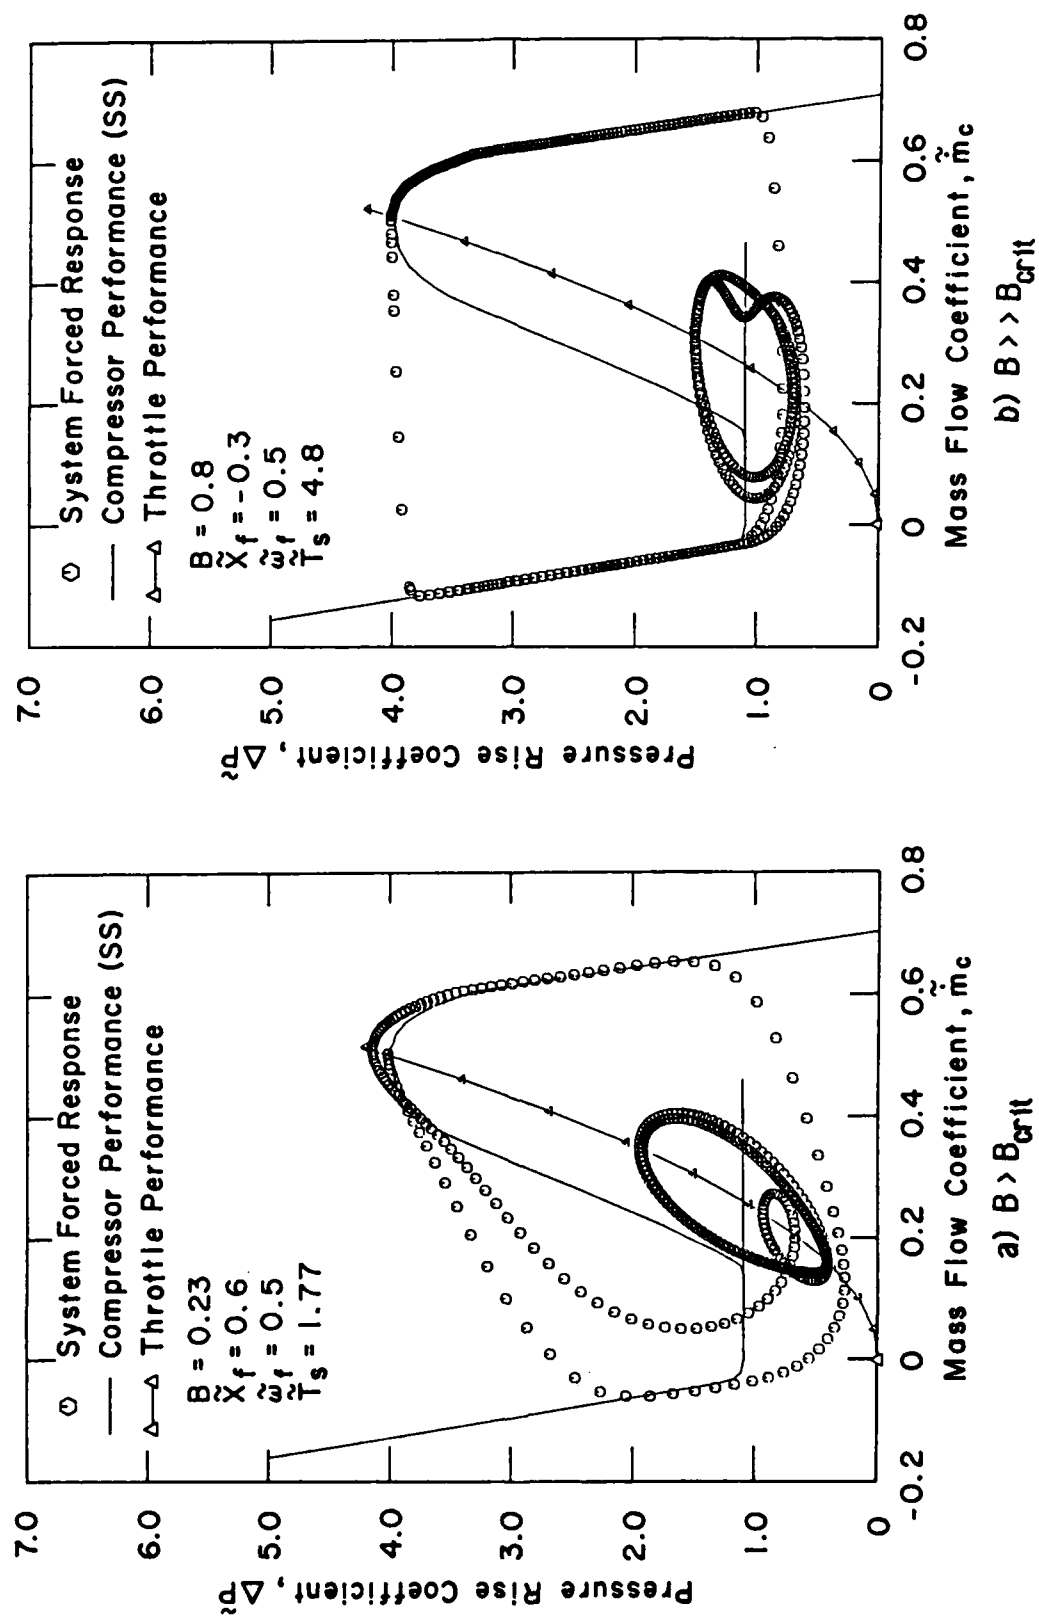 7.0
6.0
5.0
4.0
3.0
2.0
1.0
0
Pressure Rise Coefficient, ΔP̃
System Forced Response
Compressor Performance (SS)
Throttle Performance
B = 0.23
X̃f = 0.6
ω̃f = 0.5
T̃s = 1.77
-0.2
0
0.2
0.4
0.6
0.8
Mass Flow Coefficient, m̃c
a) B > Bcrit
7.0
6.0
5.0
4.0
3.0
2.0
1.0
0
Pressure Rise Coefficient, ΔP̃
System Forced Response
Compressor Performance (SS)
Throttle Performance
B = 0.8
X̃f = -0.3
ω̃f = 0.5
T̃s = 4.8
-0.2
0
0.2
0.4
0.6
0.8
Mass Flow Coefficient, m̃c
b) B >> Bcrit